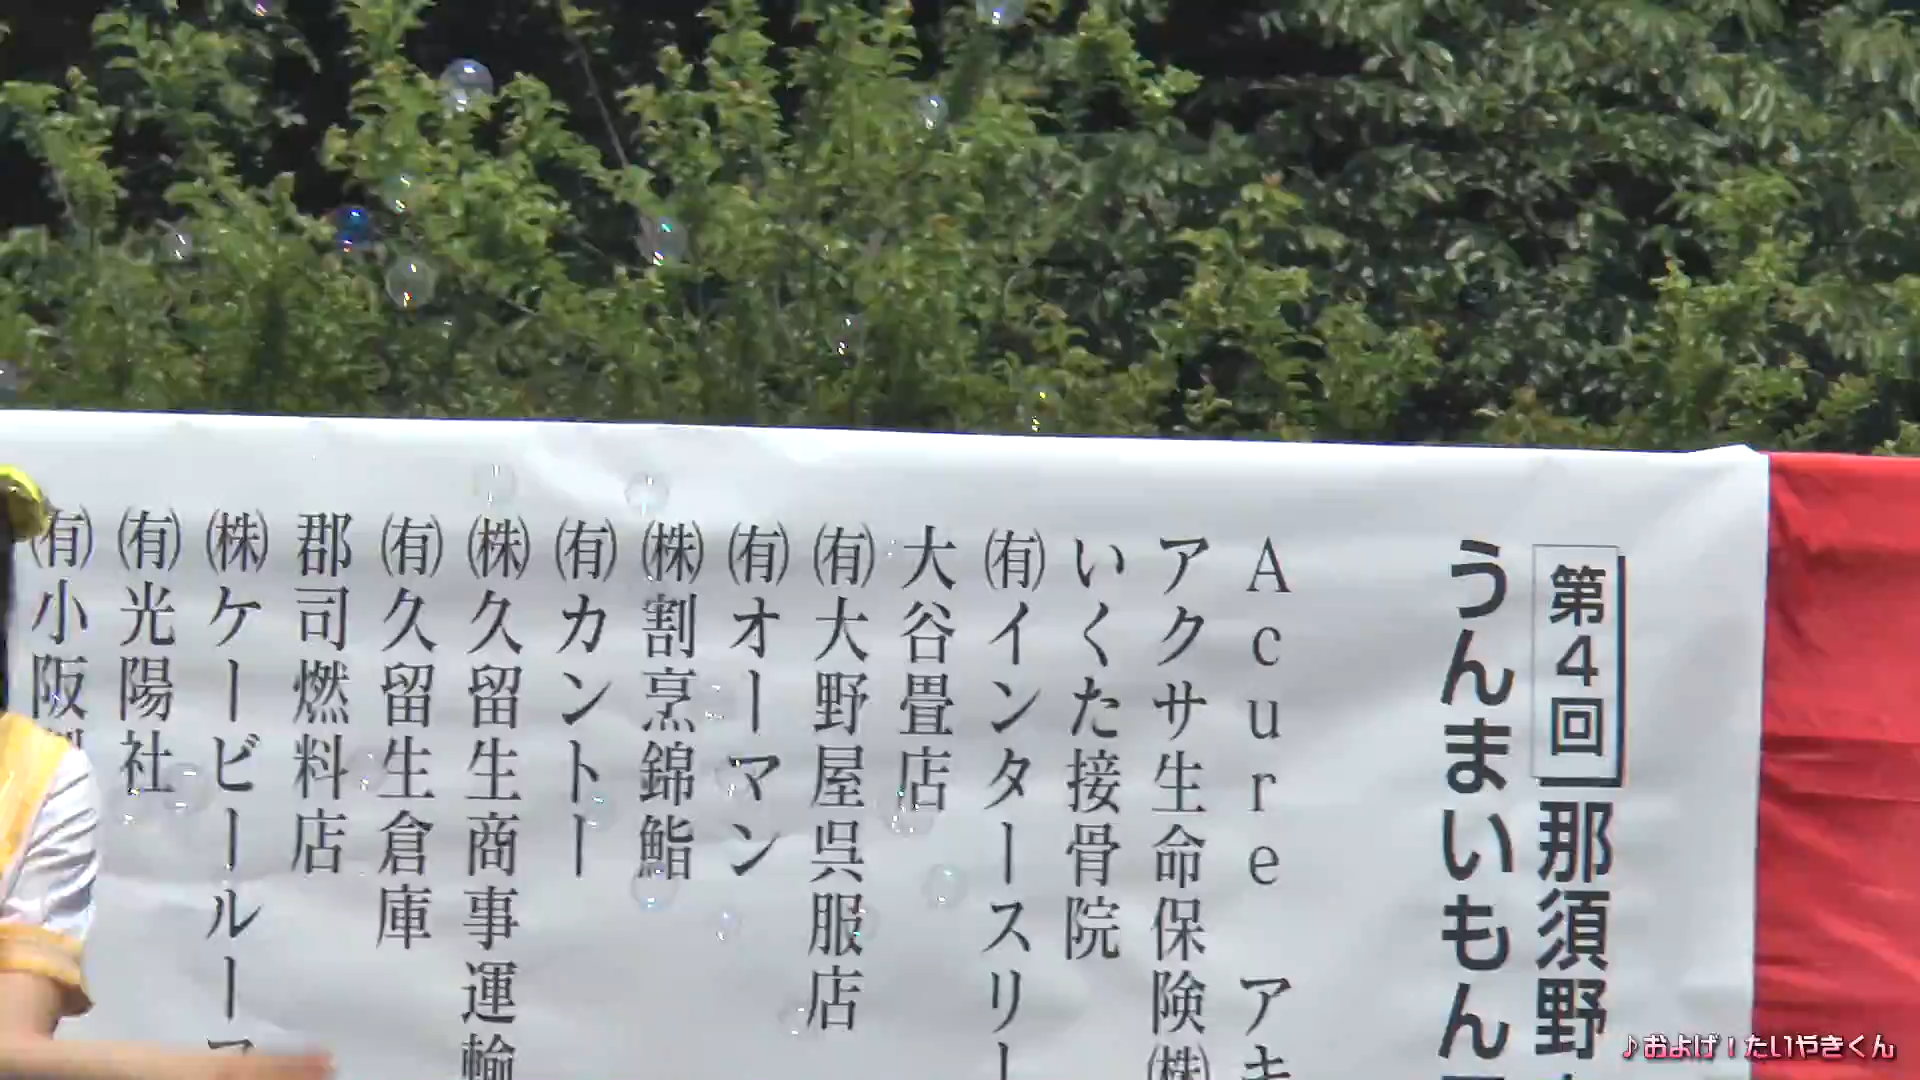 第4回 那須野
うんまいもん
Acure アキ
アクサ生命保険㈱
いくた接骨院
㈲インタースリー
大谷畳店
㈲大野屋呉服店
㈲オーマン
㈱割烹錦鮨
㈲カントー
㈱久留生商事運輸
㈲久留生倉庫
郡司燃料店
㈱ケービールーフ
㈲光陽社
㈲小阪
♪およげ！たいやきくん